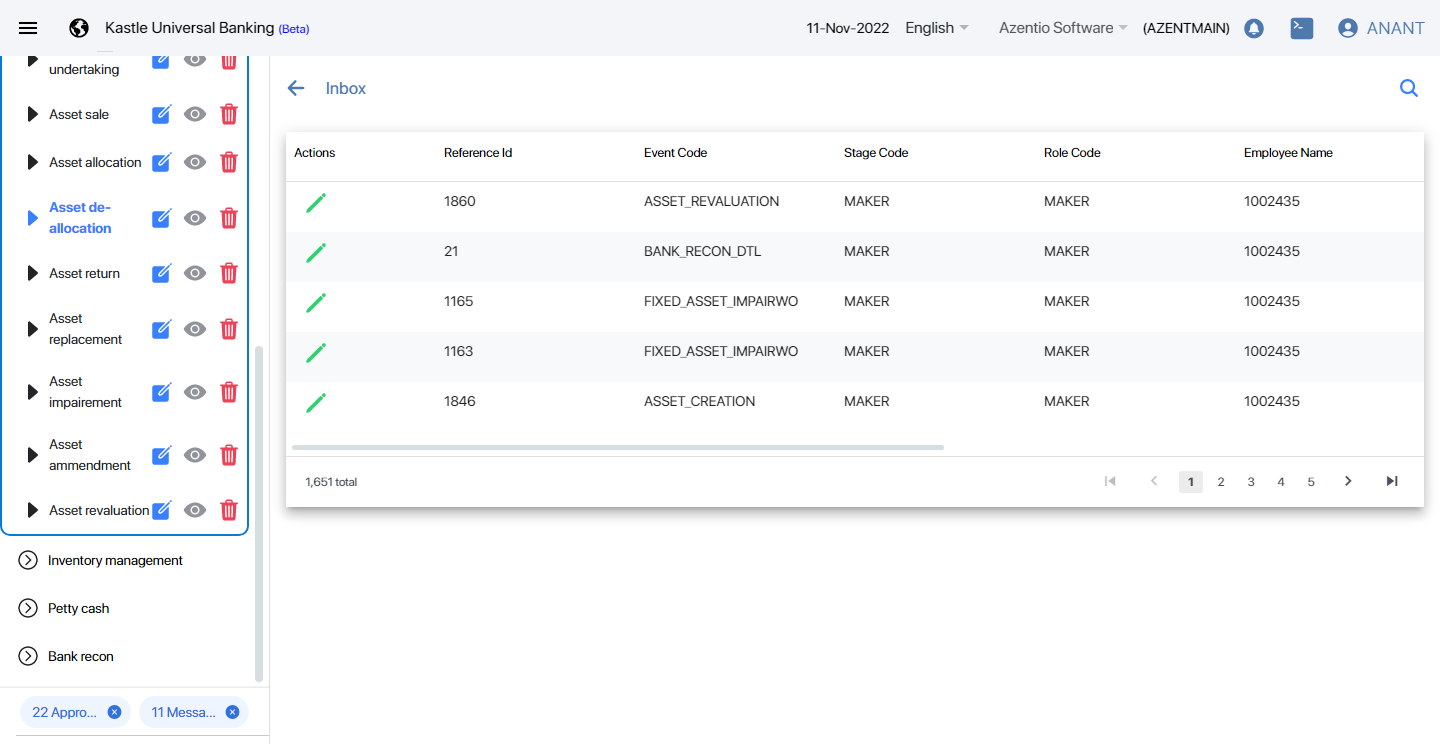 Kastle Universal Banking (Beta)
11-Nov-2022
English
Azentio Software
(AZENTMAIN)
ANANT
undertaking
Asset sale
Asset allocation
Asset de-
allocation
Asset return
Asset
replacement
Asset
impairement
Asset
ammendment
Asset revaluation
Inventory management
Petty cash
Bank recon
22 Appro...
11 Messa...
Inbox
Actions Reference Id Event Code Stage Code Role Code Employee Name
1860 ASSET_REVALUATION MAKER MAKER 1002435
21 BANK_RECON_DTL MAKER MAKER 1002435
1165 FIXED_ASSET_IMPAIRWO MAKER MAKER 1002435
1163 FIXED_ASSET_IMPAIRWO MAKER MAKER 1002435
1846 ASSET_CREATION MAKER MAKER 1002435
1,651 total
1 2 3 4 5